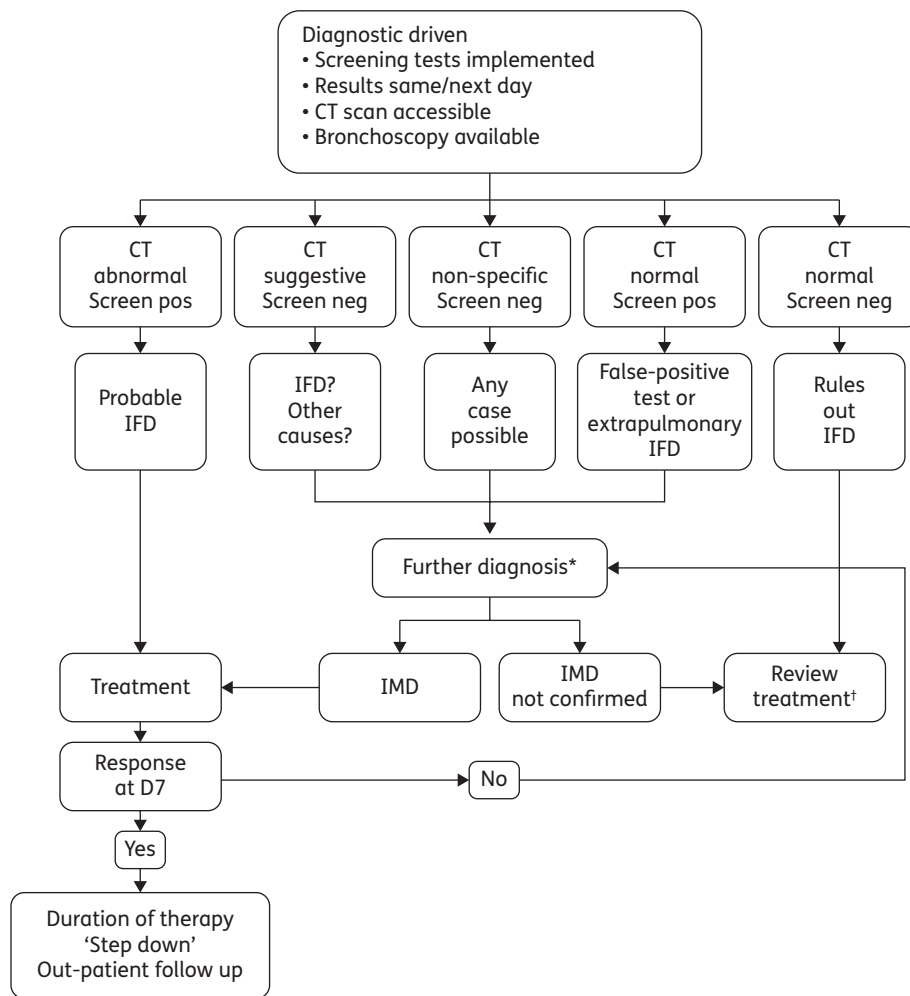 Diagnostic driven
• Screening tests implemented
• Results same/next day
• CT scan accessible
• Bronchoscopy available
CT
abnormal
Screen pos
CT
suggestive
Screen neg
CT
non-specific
Screen neg
CT
normal
Screen pos
CT
normal
Screen neg
Probable
IFD
IFD?
Other
causes?
Any
case
possible
False-positive
test or
extrapulmonary
IFD
Rules
out
IFD
Further diagnosis*
Treatment
IMD
IMD
not confirmed
Review
treatment†
Response
at D7
No
Yes
Duration of therapy
‘Step down’
Out-patient follow up